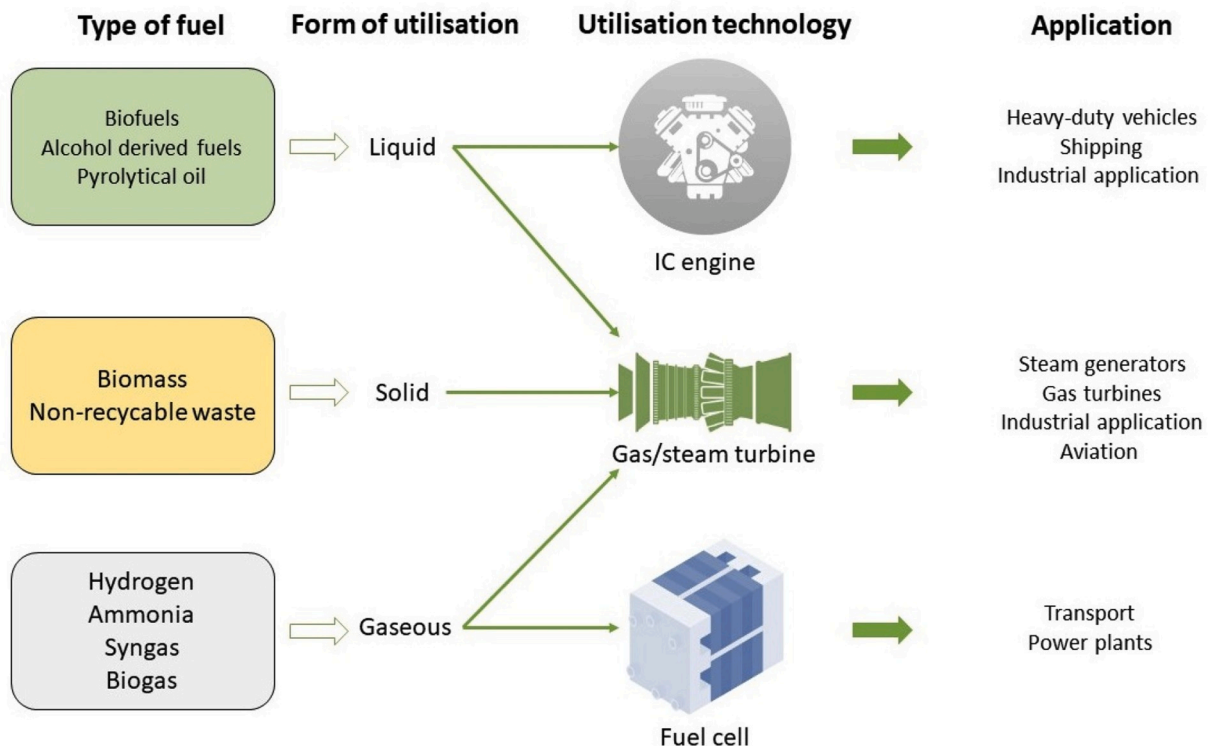 Type of fuel
Form of utilisation
Utilisation technology
Application
Biofuels
Alcohol derived fuels
Pyrolytical oil
Liquid
IC engine
Heavy-duty vehicles
Shipping
Industrial application
Biomass
Non-recycable waste
Solid
Gas/steam turbine
Steam generators
Gas turbines
Industrial application
Aviation
Hydrogen
Ammonia
Syngas
Biogas
Gaseous
Fuel cell
Transport
Power plants